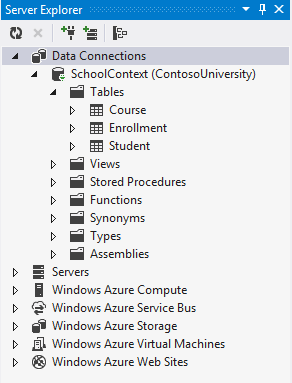 Server Explorer
Data Connections
SchoolContext (ContosoUniversity)
Tables
Course
Enrollment
Student
Views
Stored Procedures
Functions
Synonyms
Types
Assemblies
Servers
Windows Azure Compute
Windows Azure Service Bus
Windows Azure Storage
Windows Azure Virtual Machines
Windows Azure Web Sites